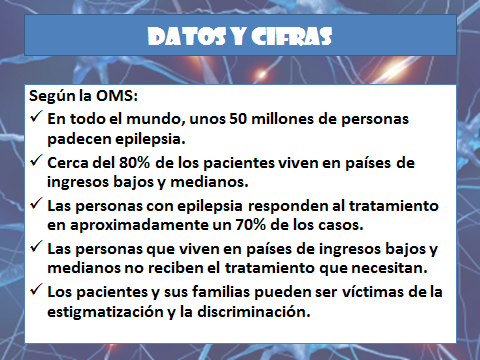 DATOS Y CIFRAS
Según la OMS:
✓ En todo el mundo, unos 50 millones de personas
padecen epilepsia.
✓ Cerca del 80% de los pacientes viven en países de
ingresos bajos y medianos.
✓ Las personas con epilepsia responden al tratamiento
en aproximadamente un 70% de los casos.
✓ Las personas que viven en países de ingresos bajos y
medianos no reciben el tratamiento que necesitan.
✓ Los pacientes y sus familias pueden ser víctimas de la
estigmatización y la discriminación.